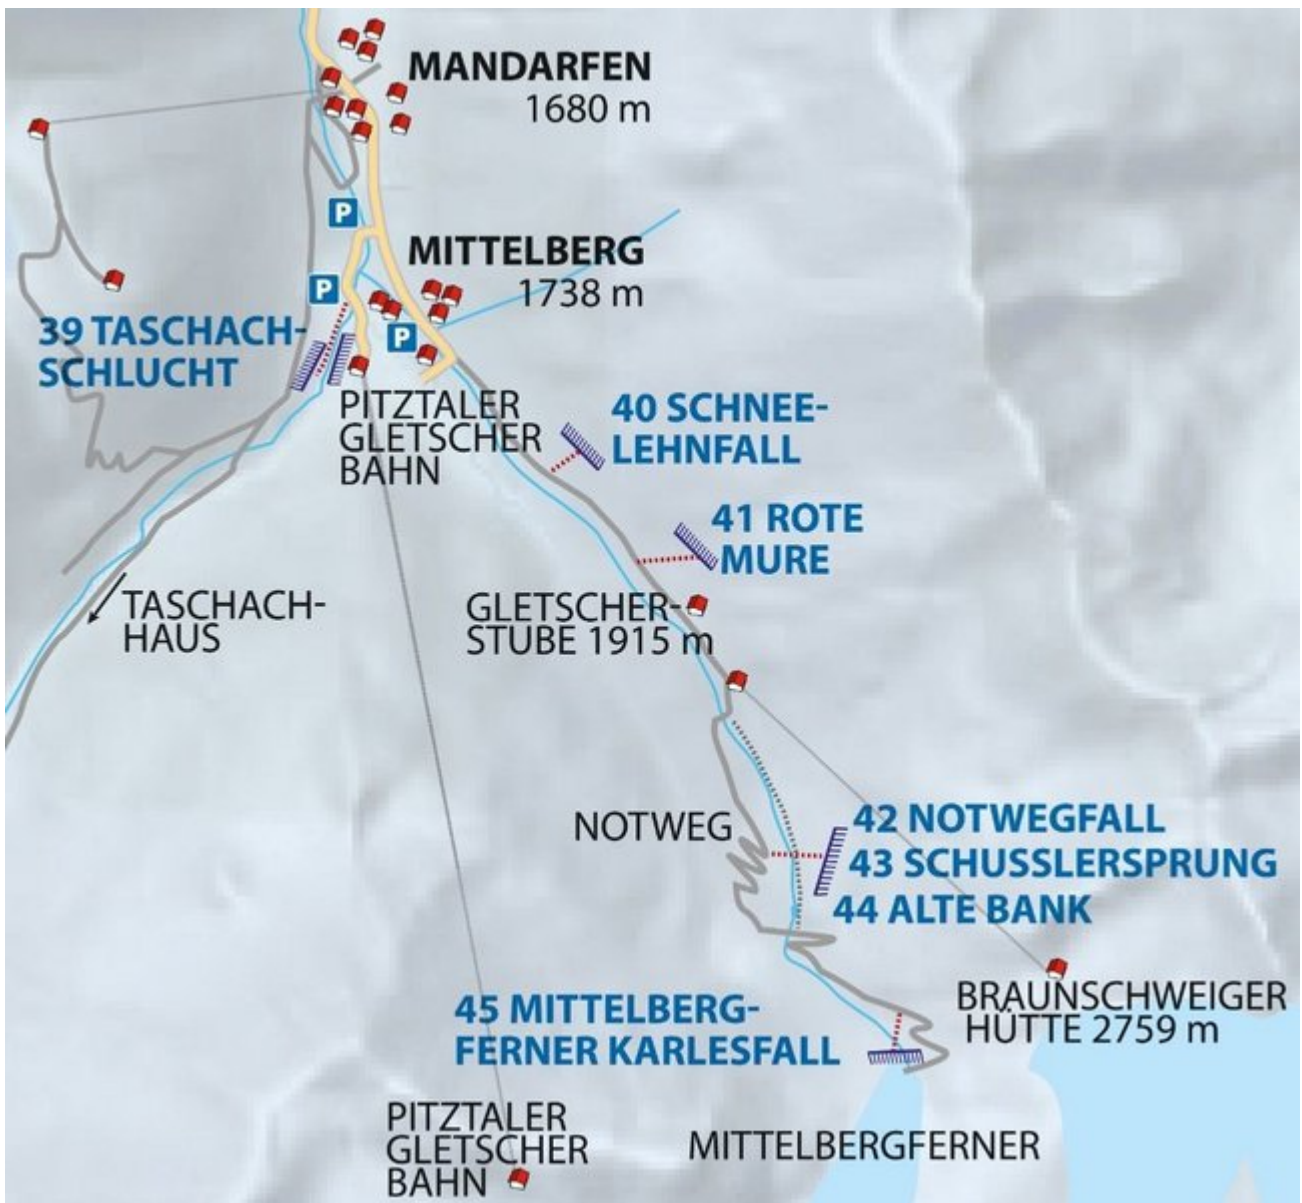 MANDARFEN
1680 m
P
MITTELBERG
1738 m
P
P
39 TASCHACH-
SCHLUCHT
PITZTALER
GLETSCHER
BAHN
40 SCHNEE-
LEHNFALL
41 ROTE
MURE
TASCHACH-
HAUS
GLETSCHER-
STUBE 1915 m
NOTWEG
42 NOTWEGFALL
43 SCHUSSLERSPRUNG
44 ALTE BANK
BRAUNSCHWEIGER
HÜTTE 2759 m
45 MITTELBERG-
FERNER KARLESFALL
PITZTALER
GLETSCHER
BAHN
MITTELBERGFERNER